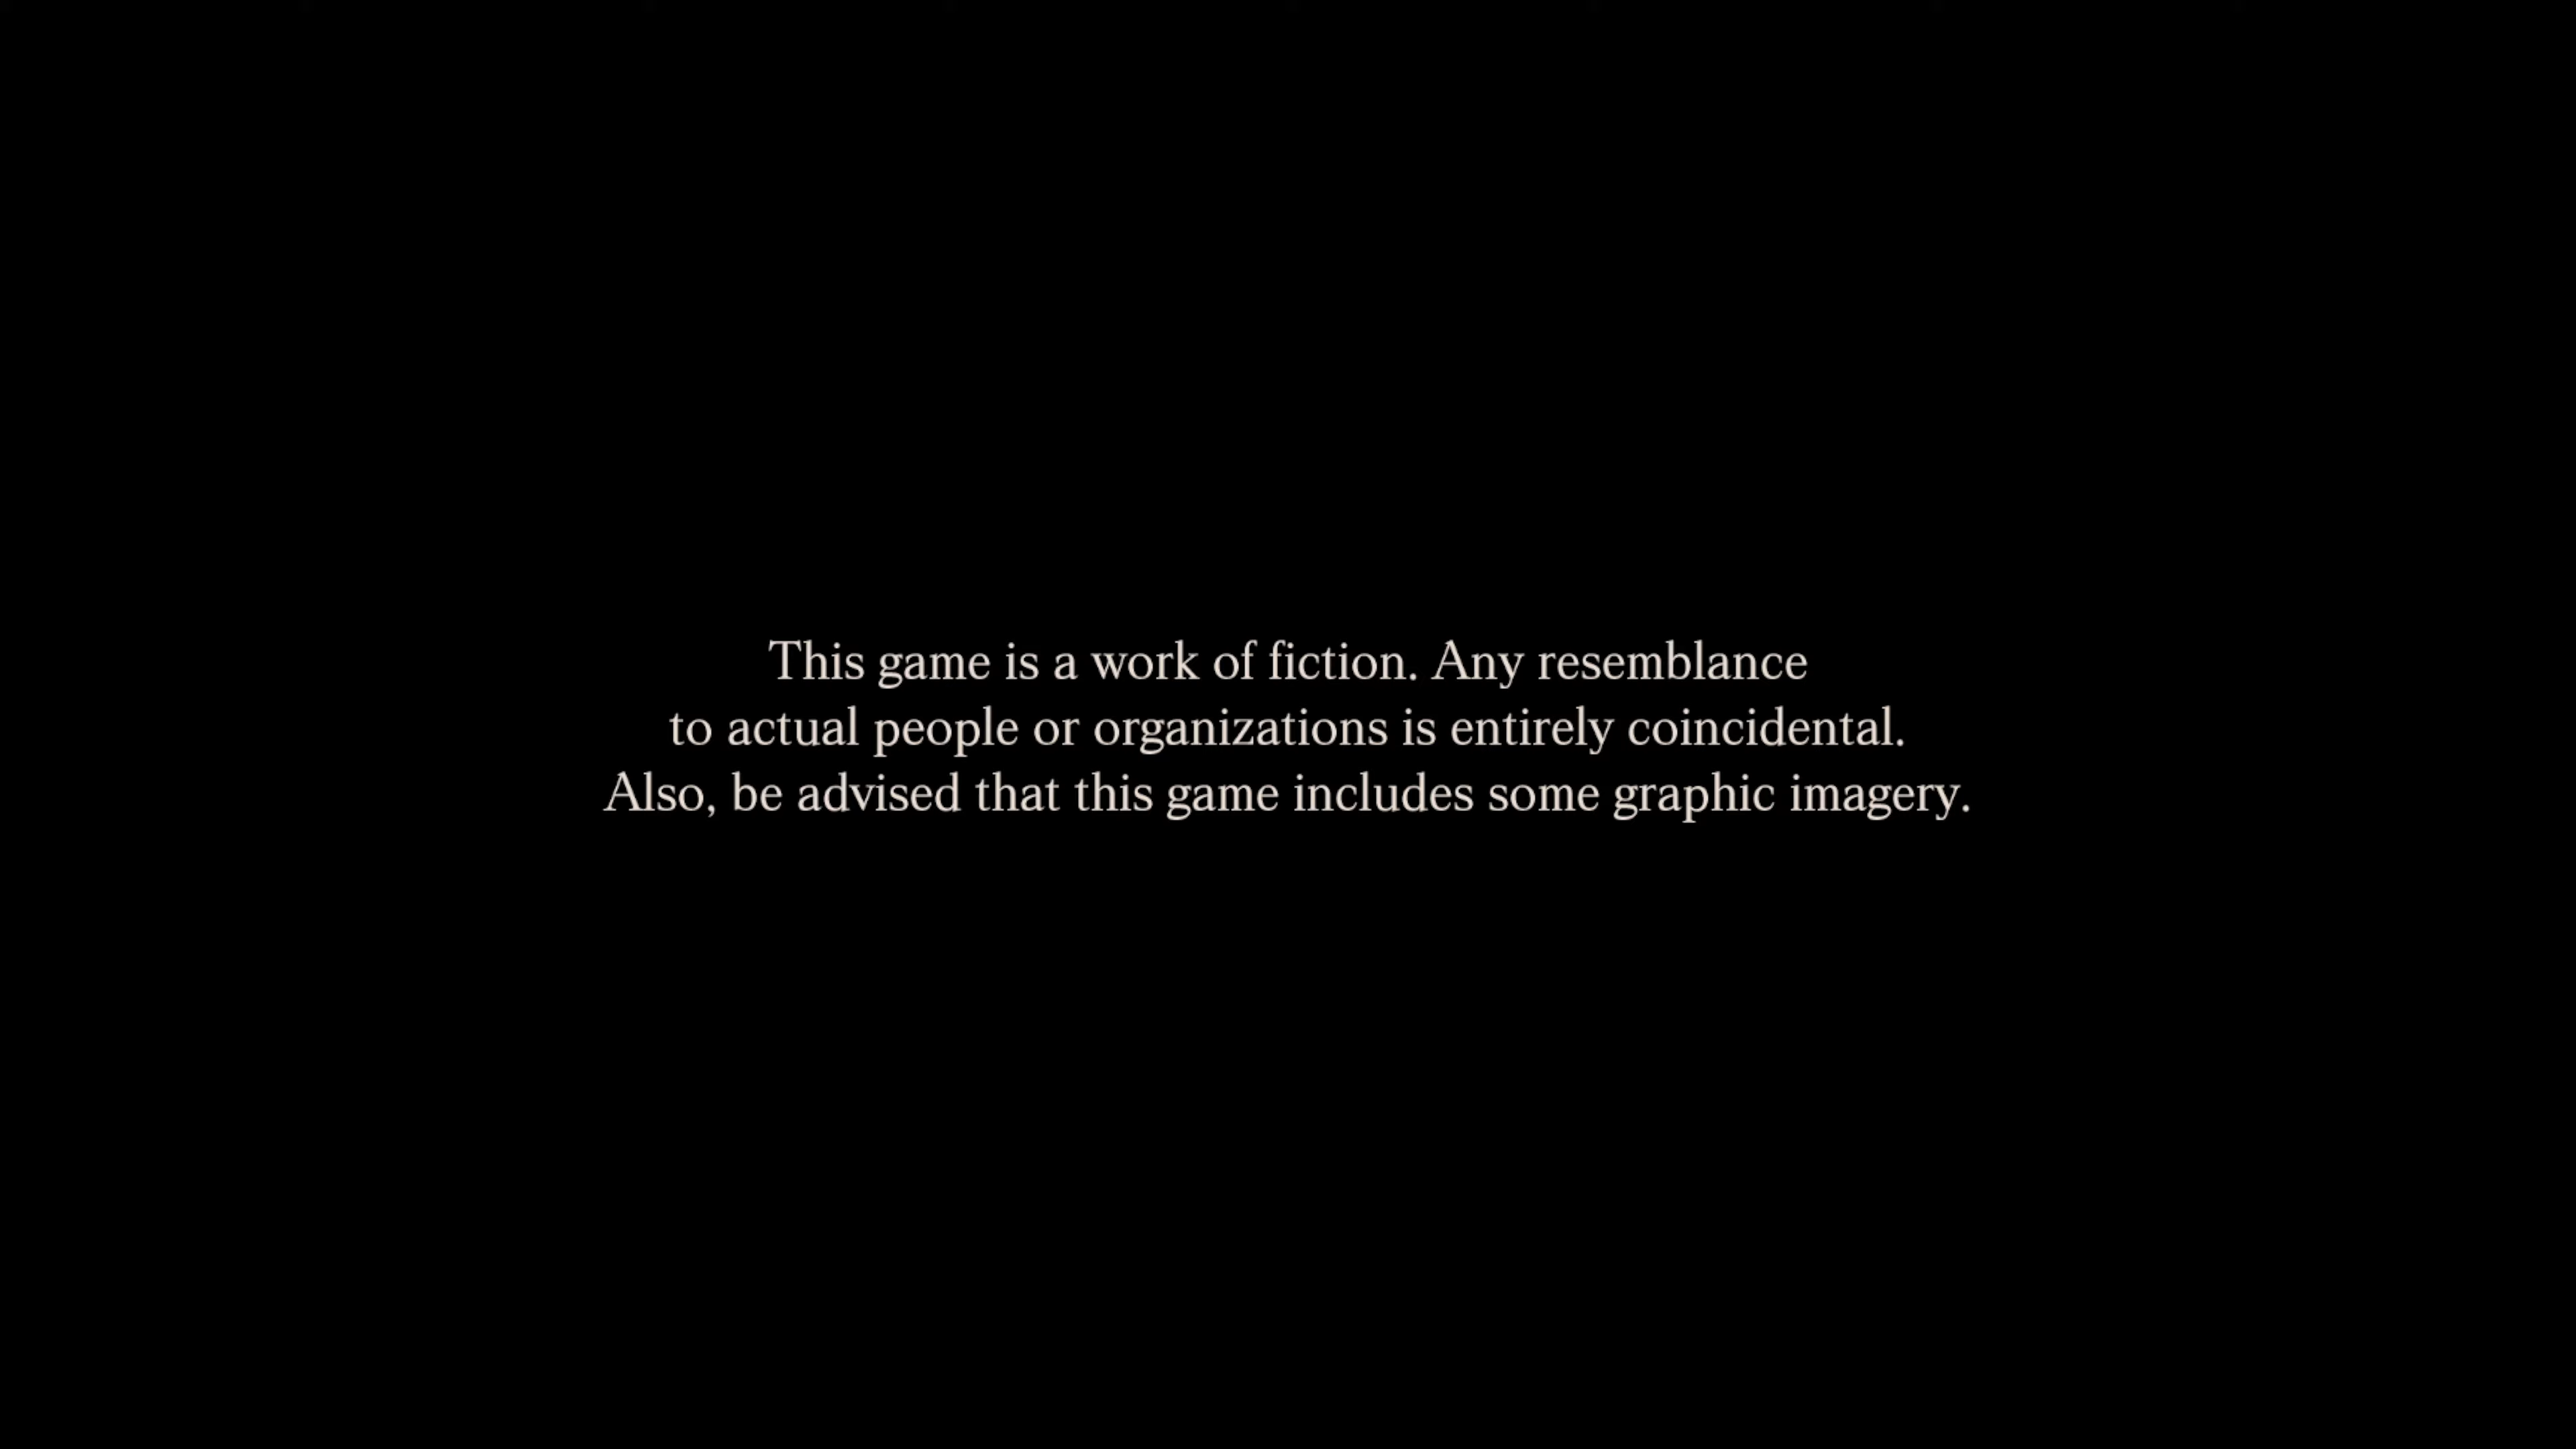 This game is a work of fiction. Any resemblance
to actual people or organizations is entirely coincidental.
Also, be advised that this game includes some graphic imagery.